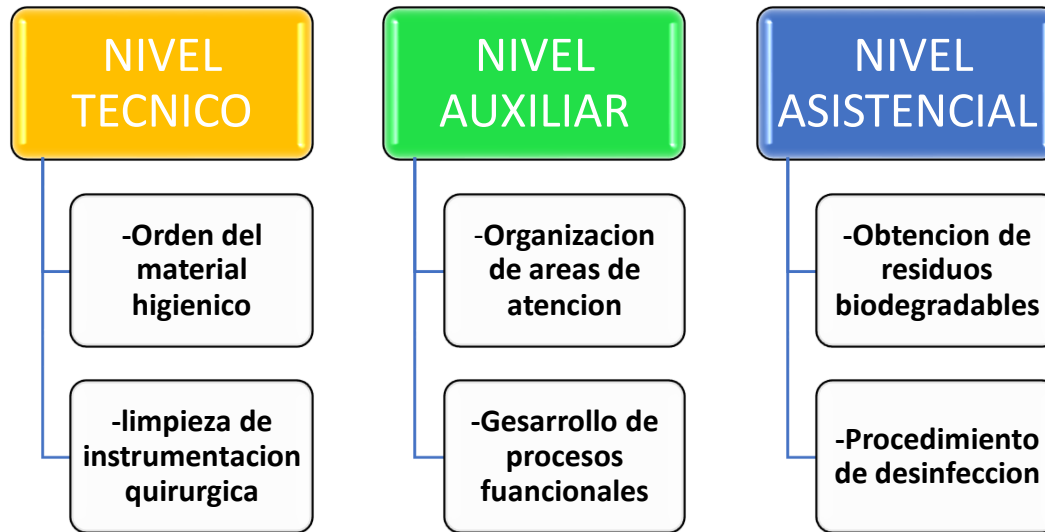 NIVEL
TECNICO
-Orden del
material
higienico
-limpieza de
instrumentacion
quirurgica
NIVEL
AUXILIAR
-Organizacion
de areas de
atencion
-Gesarrollo de
procesos
fuancionales
NIVEL
ASISTENCIAL
-Obtencion de
residuos
biodegradables
-Procedimiento
de desinfeccion